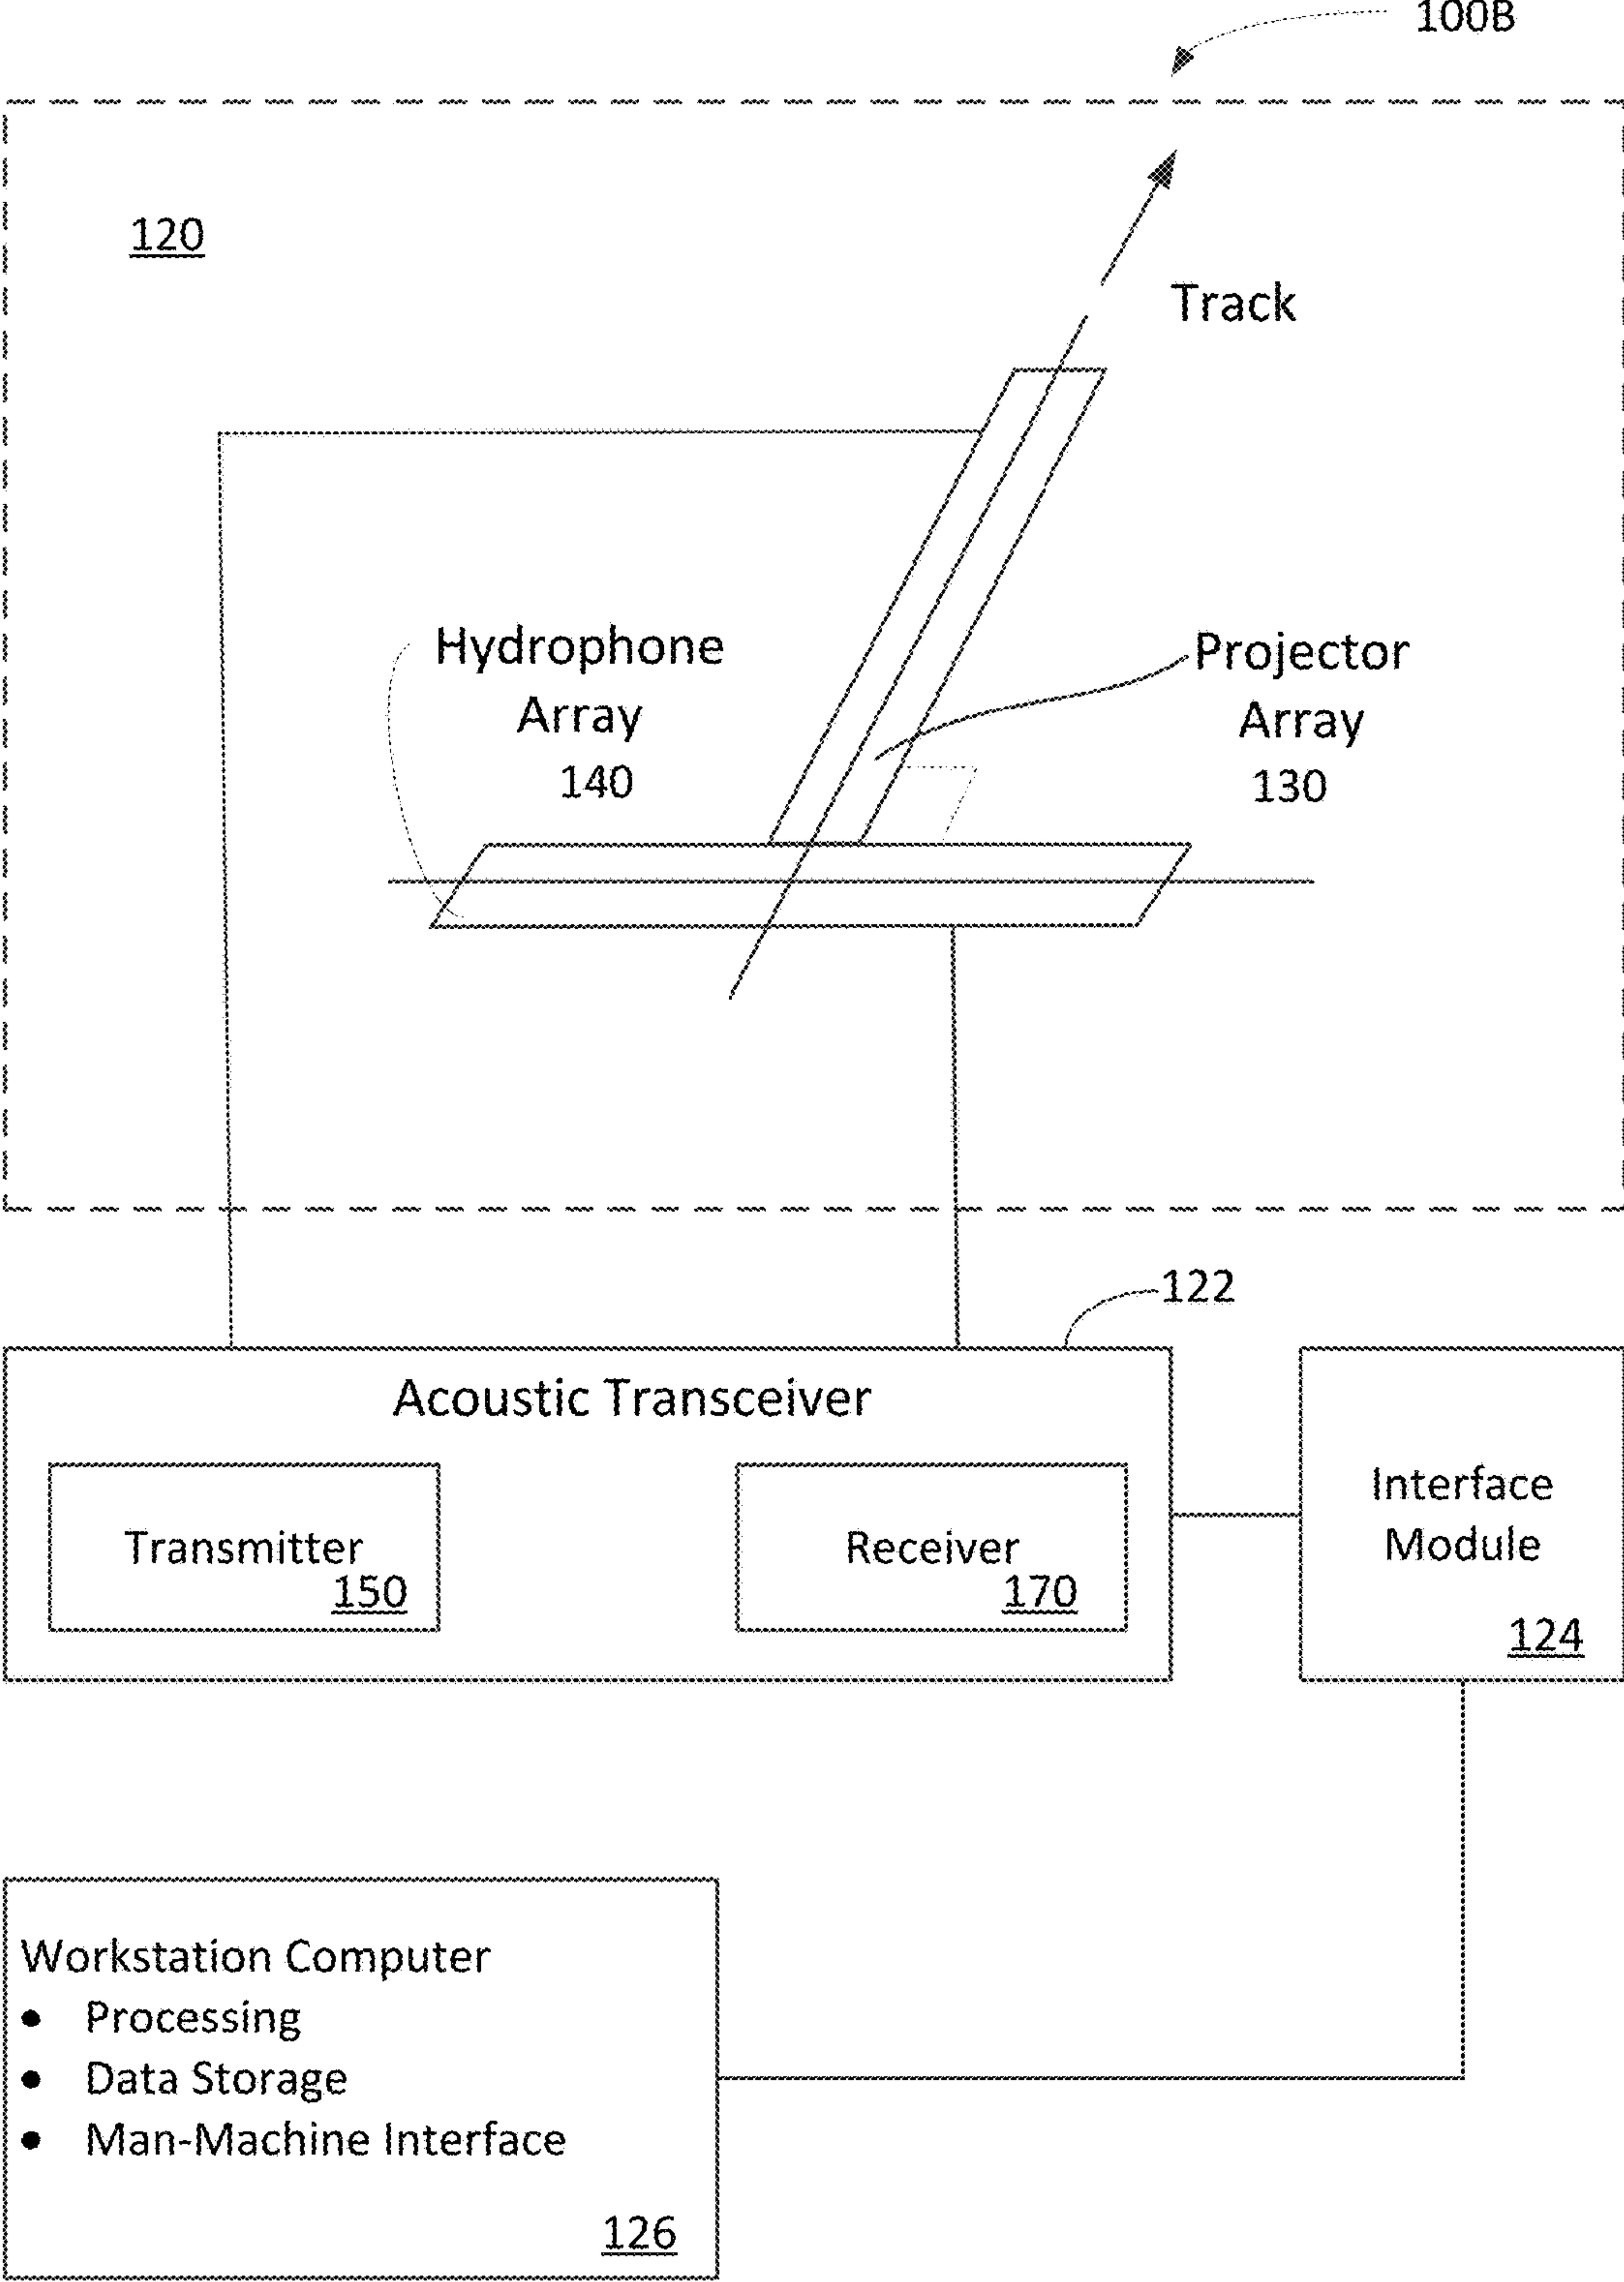 100B
120
Track
Hydrophone
Array
140
Projector
Array
130
122
Acoustic Transceiver
Transmitter
150
Receiver
170
Interface
Module
124
Workstation Computer
• Processing
• Data Storage
• Man-Machine Interface
126